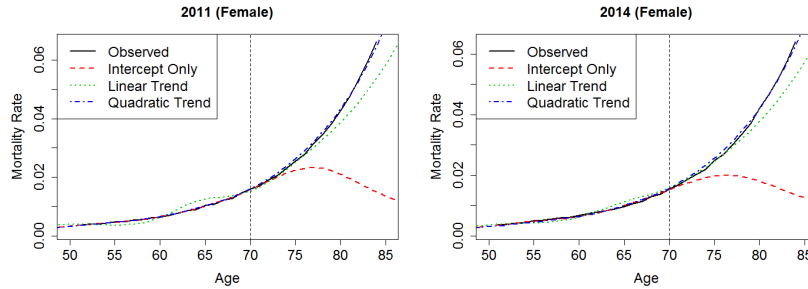 2011 (Female)
Mortality Rate
0.00
0.02
0.04
0.06
Observed
Intercept Only
Linear Trend
Quadratic Trend
50 55 60 65 70 75 80 85
Age
2014 (Female)
Mortality Rate
0.00
0.02
0.04
0.06
Observed
Intercept Only
Linear Trend
Quadratic Trend
50 55 60 65 70 75 80 85
Age